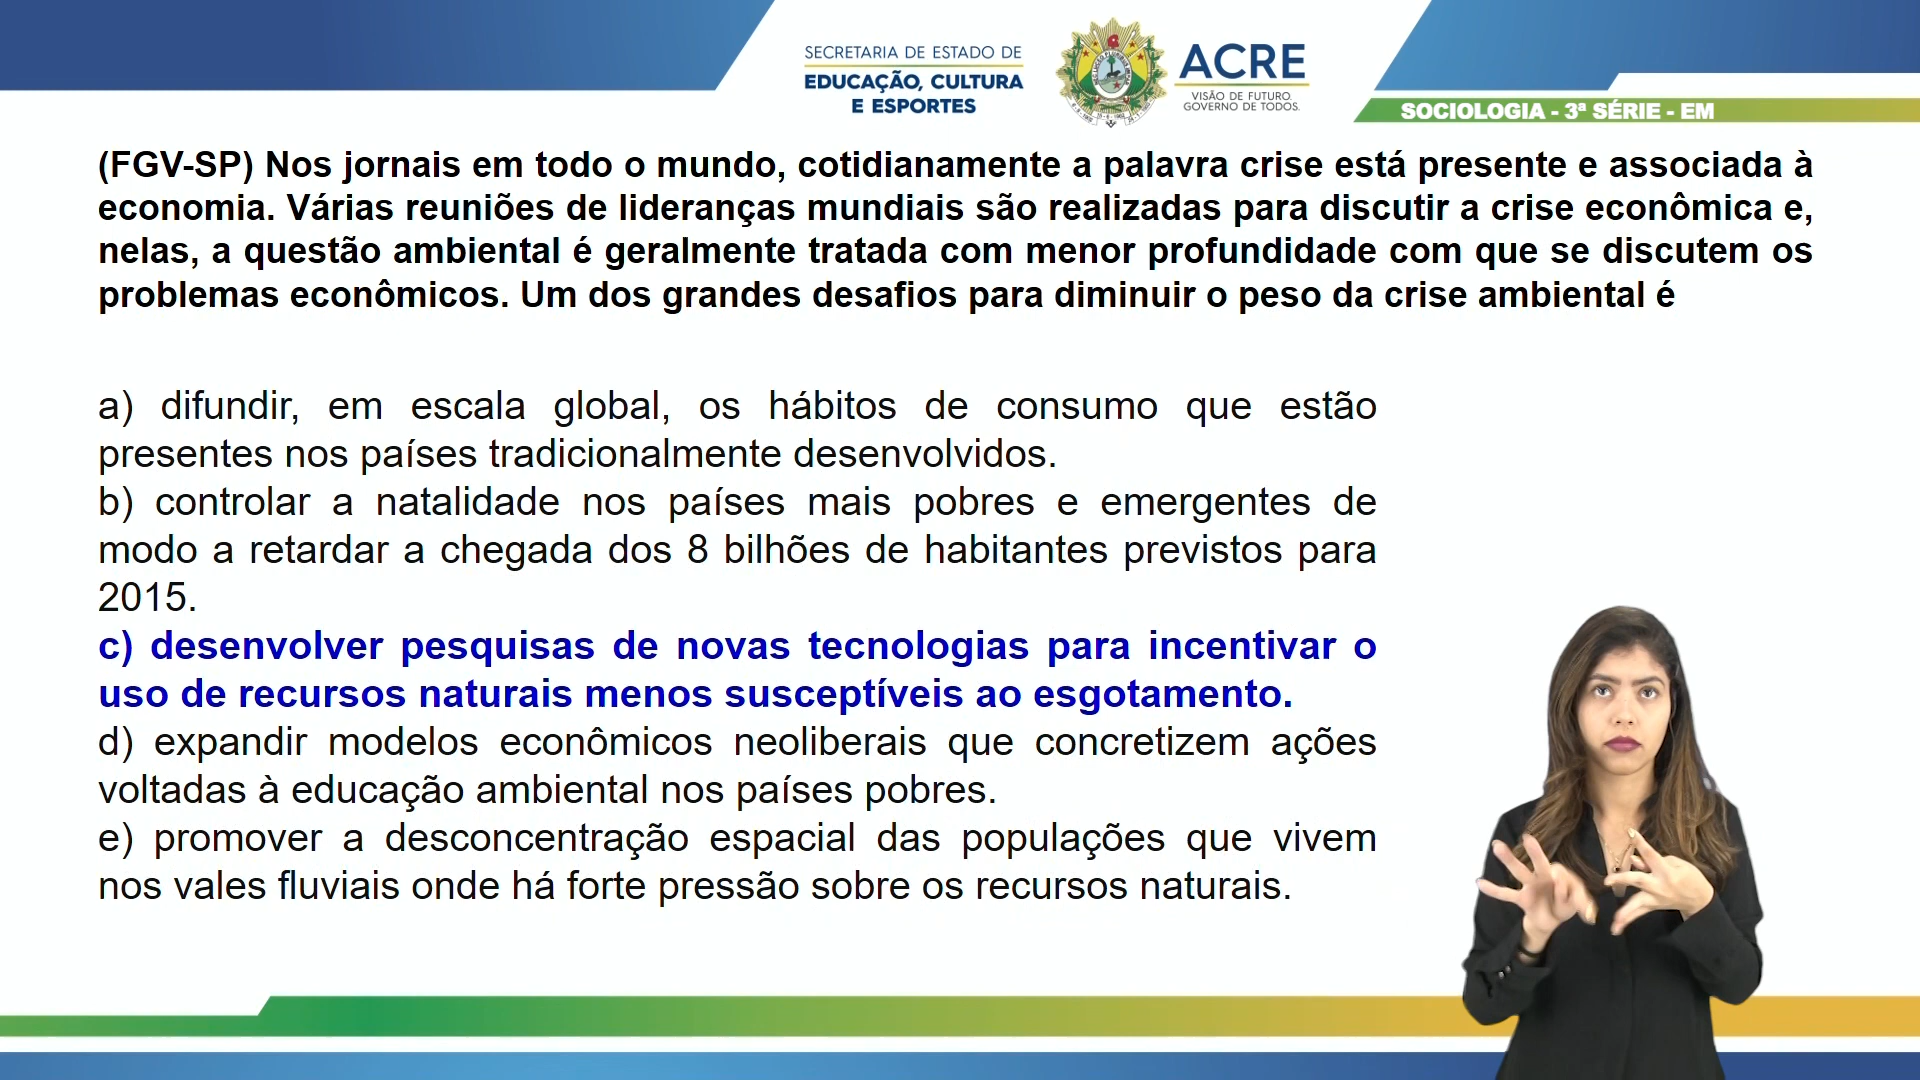 SECRETARIA DE ESTADO DE
EDUCAÇÃO, CULTURA
E ESPORTES
ACRE
VISÃO DE FUTURO.
GOVERNO DE TODOS.
SOCIOLOGIA - 3ª SÉRIE - EM
(FGV-SP) Nos jornais em todo o mundo, cotidianamente a palavra crise está presente e associada à
economia. Várias reuniões de lideranças mundiais são realizadas para discutir a crise econômica e,
nelas, a questão ambiental é geralmente tratada com menor profundidade com que se discutem os
problemas econômicos. Um dos grandes desafios para diminuir o peso da crise ambiental é
a) difundir, em escala global, os hábitos de consumo que estão
presentes nos países tradicionalmente desenvolvidos.
b) controlar a natalidade nos países mais pobres e emergentes de
modo a retardar a chegada dos 8 bilhões de habitantes previstos para
2015.
c) desenvolver pesquisas de novas tecnologias para incentivar o
uso de recursos naturais menos susceptíveis ao esgotamento.
d) expandir modelos econômicos neoliberais que concretizem ações
voltadas à educação ambiental nos países pobres.
e) promover a desconcentração espacial das populações que vivem
nos vales fluviais onde há forte pressão sobre os recursos naturais.